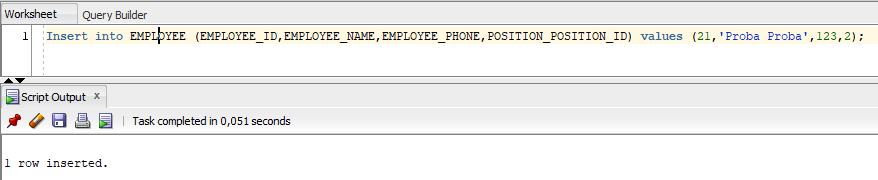 Worksheet Query Builder
1 Insert into EMPLOYEE (EMPLOYEE_ID,EMPLOYEE_NAME,EMPLOYEE_PHONE,POSITION_POSITION_ID) values (21,'Proba Proba',123,2);
Script Output x
Task completed in 0,051 seconds
1 row inserted.